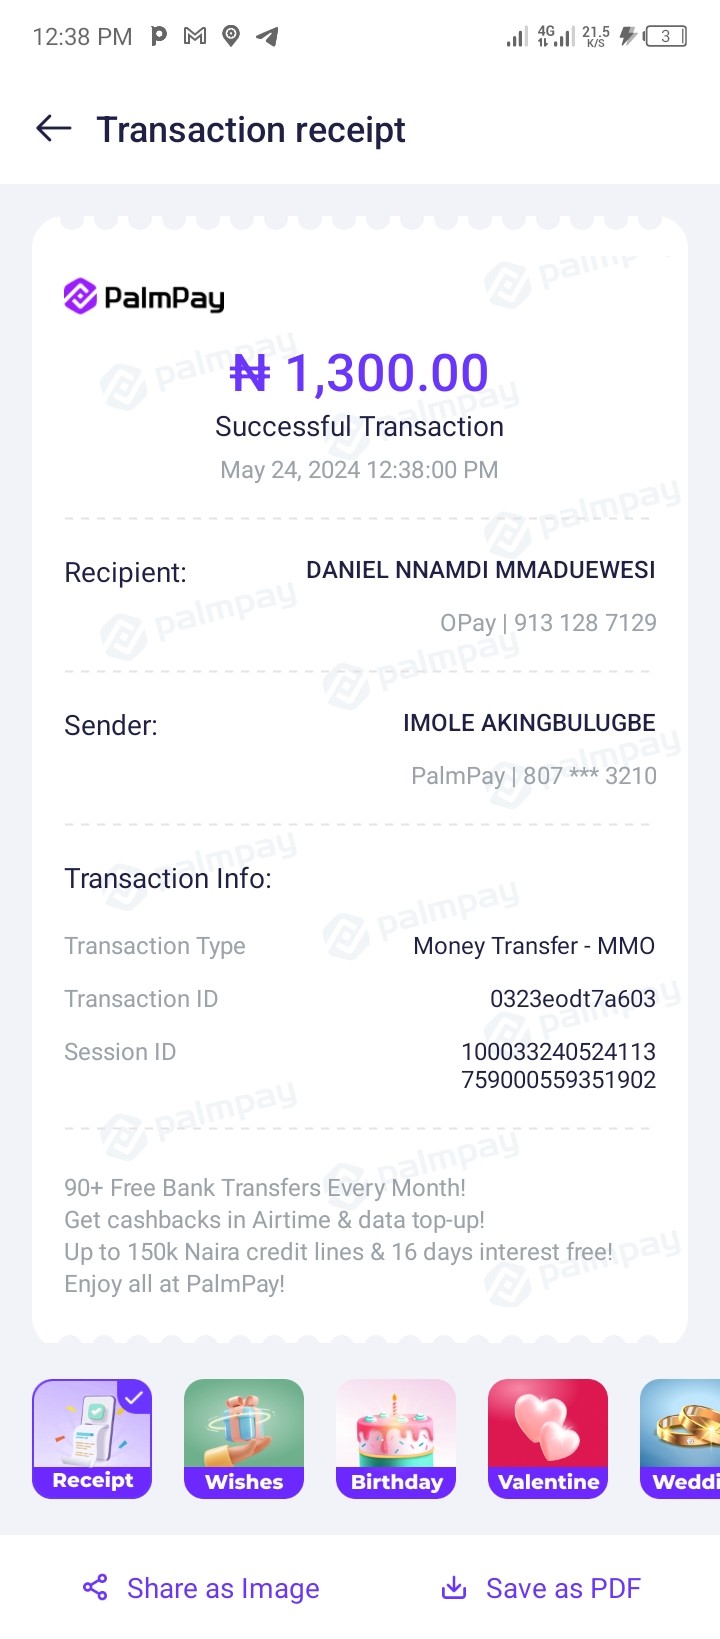 12:38 PM
4G 21.5 K/S 3
Transaction receipt
PalmPay
₦ 1,300.00
Successful Transaction
May 24, 2024 12:38:00 PM
Recipient: DANIEL NNAMDI MMADUEWESI
OPay | 913 128 7129
Sender: IMOLE AKINGBULUGBE
PalmPay | 807 *** 3210
Transaction Info:
Transaction Type Money Transfer - MMO
Transaction ID 0323eodt7a603
Session ID 100033240524113
759000559351902
90+ Free Bank Transfers Every Month!
Get cashbacks in Airtime & data top-up!
Up to 150k Naira credit lines & 16 days interest free!
Enjoy all at PalmPay!
Receipt Wishes Birthday Valentine Weddi
Share as Image Save as PDF